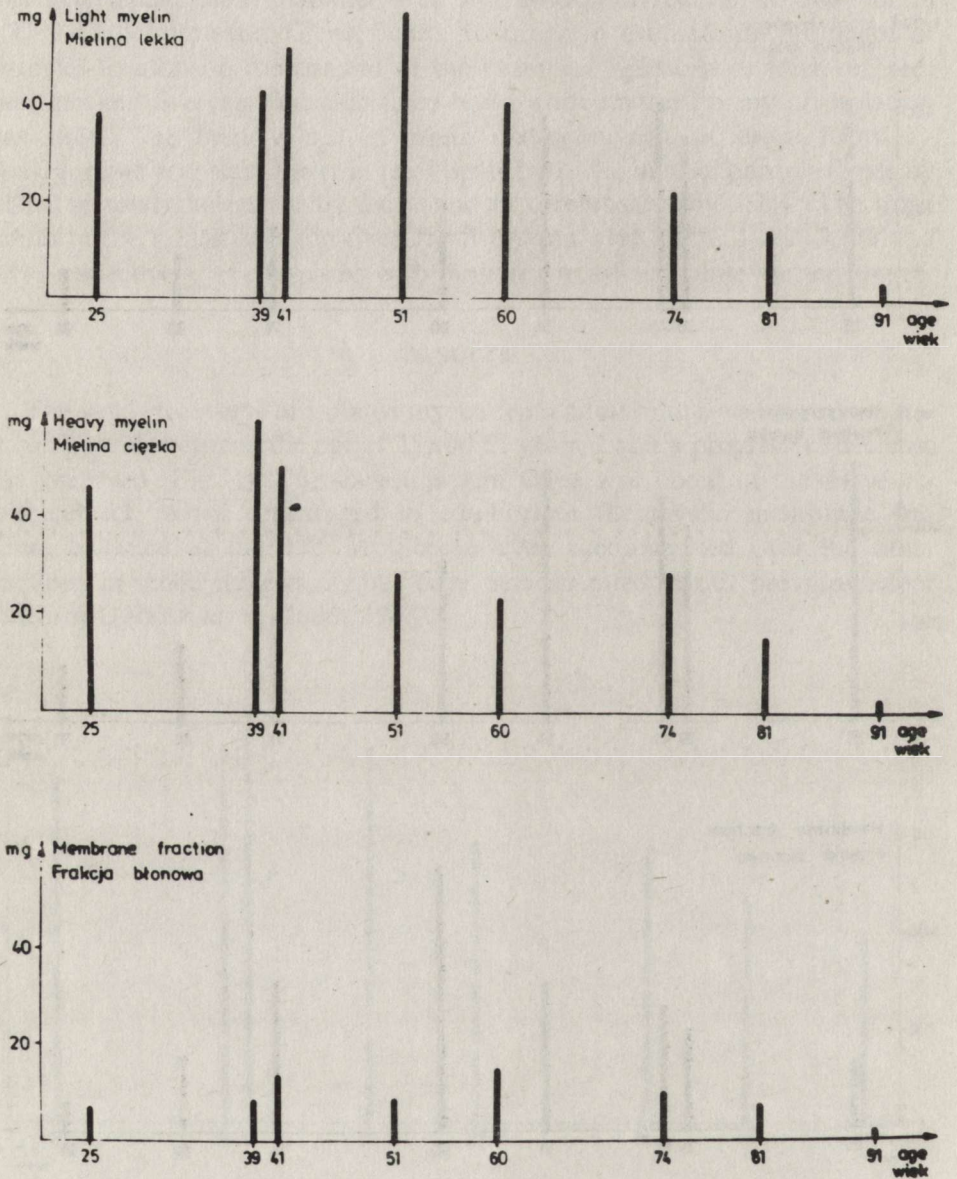 mg Light myelin
Mielina lekka
40
20
25 39 41 51 60 74 81 91 age
wiek
mg Heavy myelin
Mielina ciężka
40
20
25 39 41 51 60 74 81 91 age
wiek
mg Membrane fraction
Frakcja błonowa
40
20
25 39 41 51 60 74 81 91 age
wiek